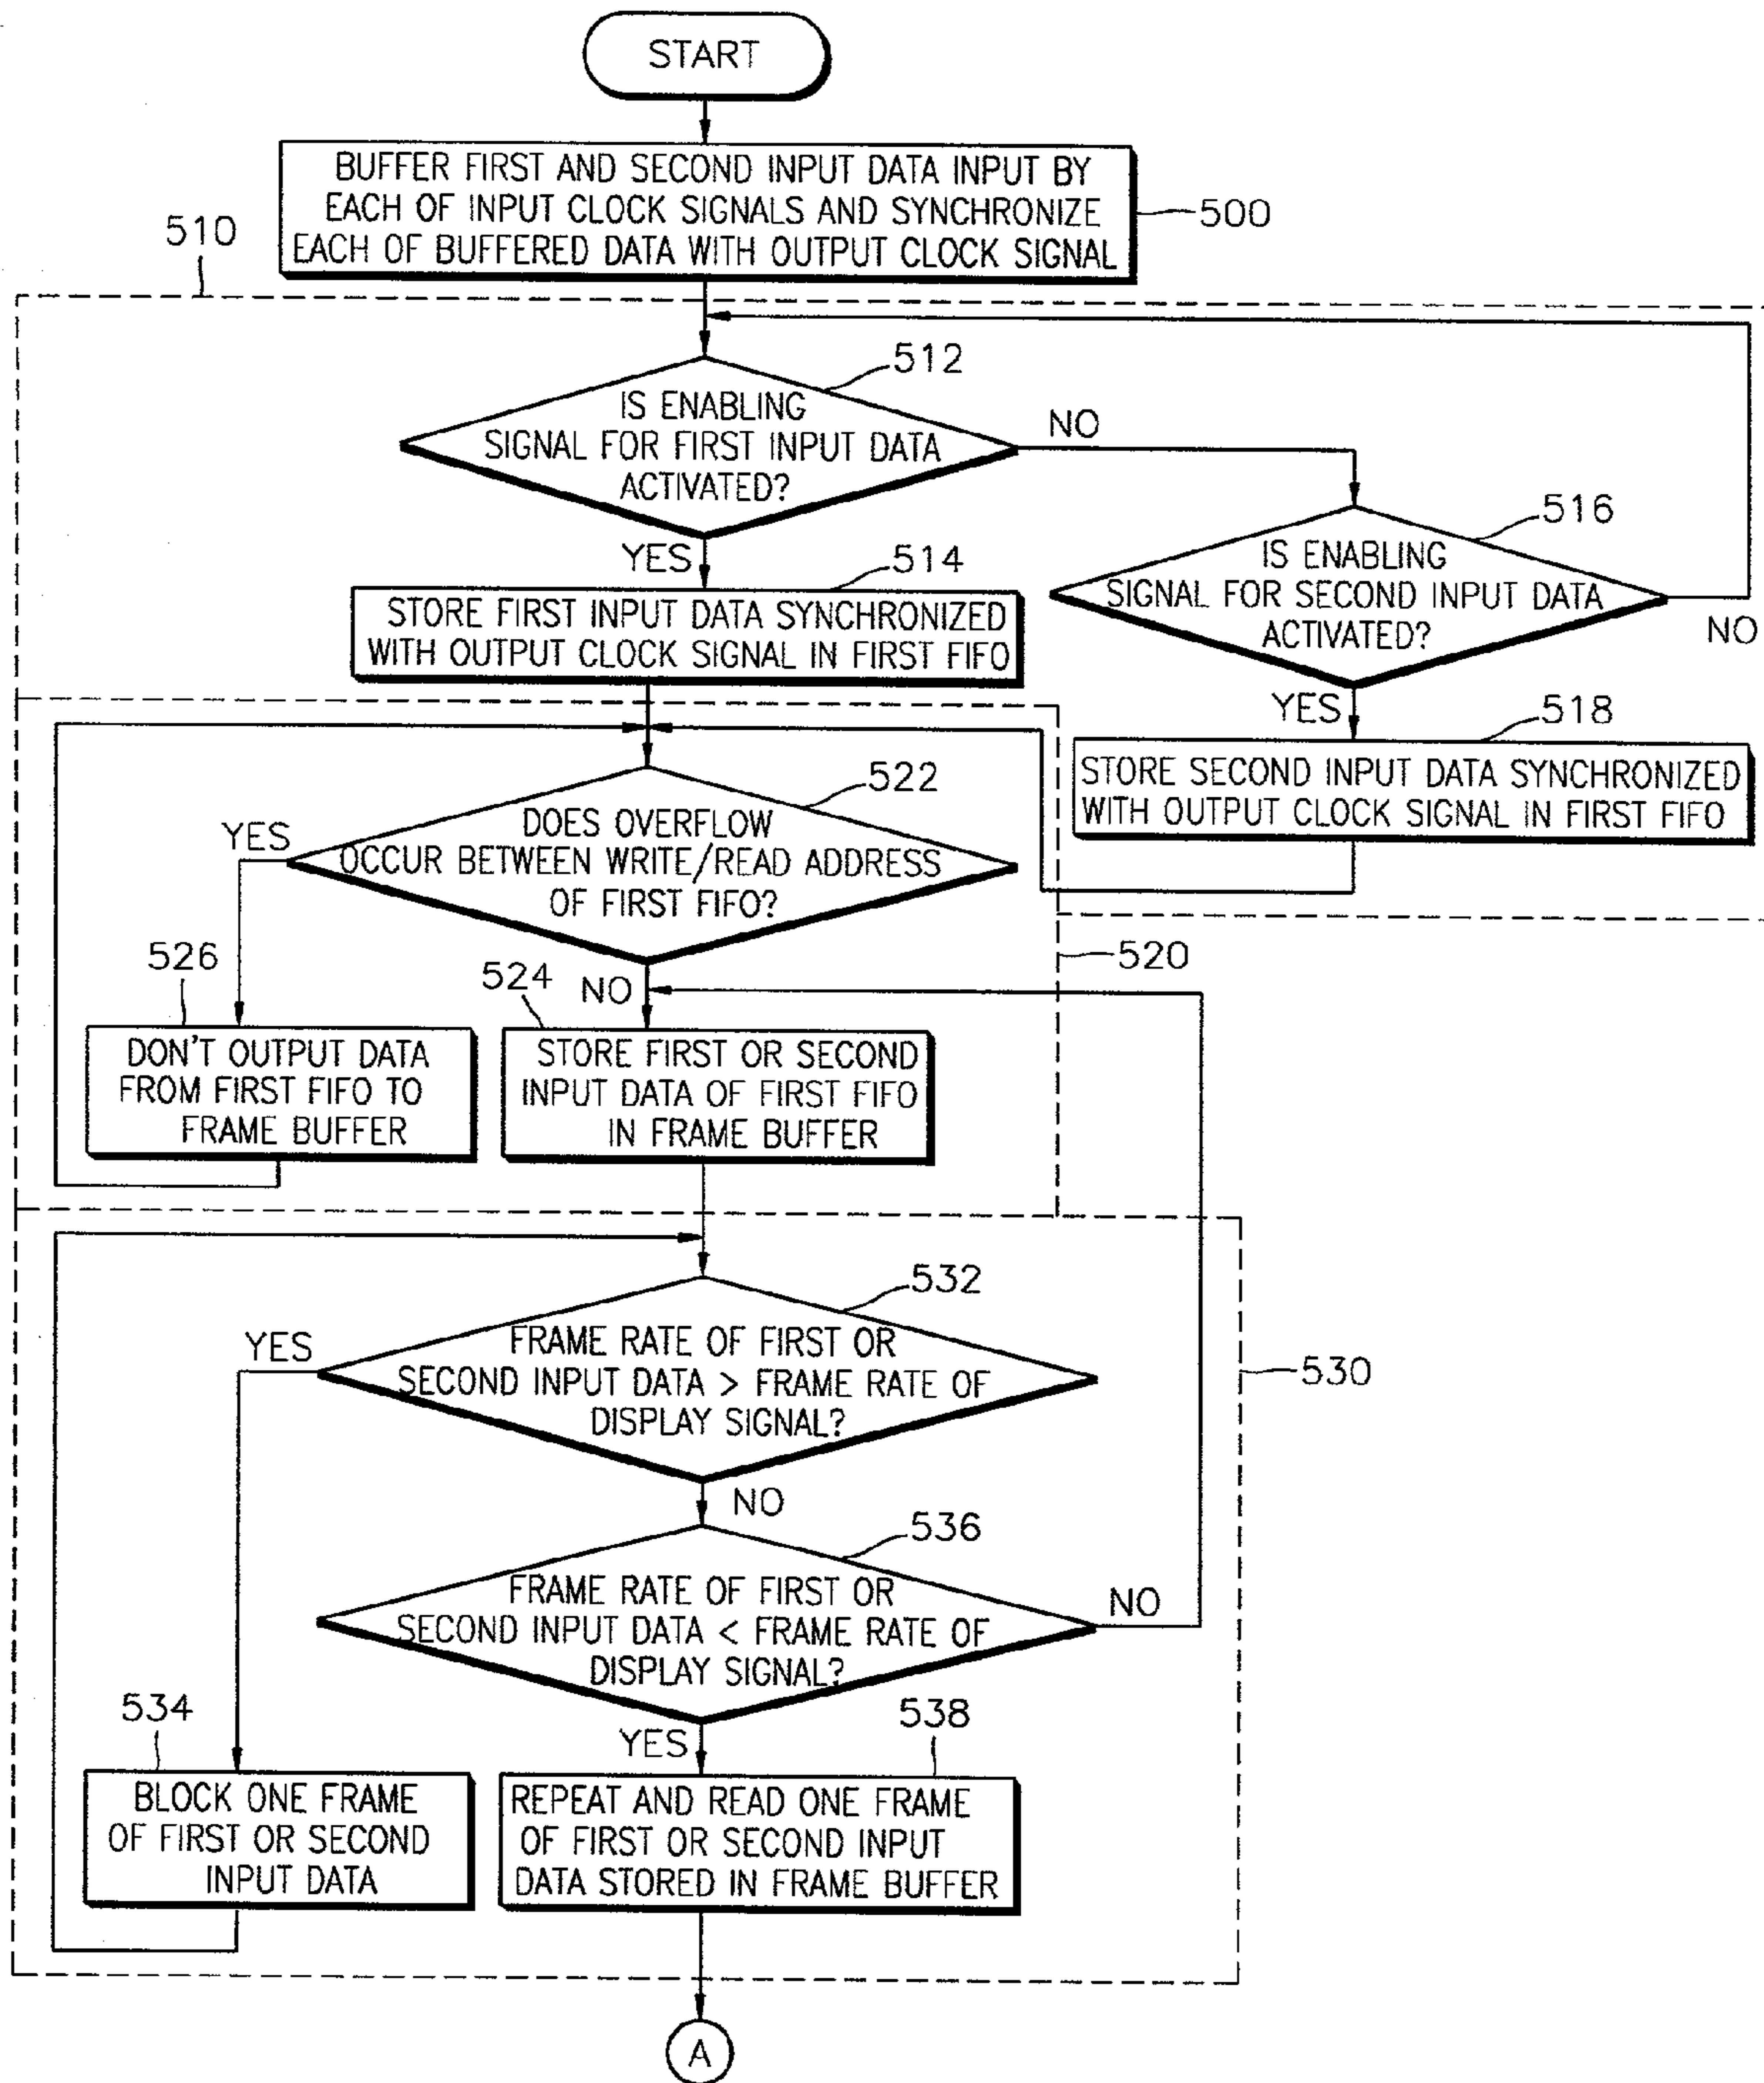 START
BUFFER FIRST AND SECOND INPUT DATA INPUT BY
EACH OF INPUT CLOCK SIGNALS AND SYNCHRONIZE
EACH OF BUFFERED DATA WITH OUTPUT CLOCK SIGNAL
500
510
512
IS ENABLING
SIGNAL FOR FIRST INPUT DATA
ACTIVATED?
NO
YES
516
IS ENABLING
SIGNAL FOR SECOND INPUT DATA
ACTIVATED?
NO
YES
514
STORE FIRST INPUT DATA SYNCHRONIZED
WITH OUTPUT CLOCK SIGNAL IN FIRST FIFO
518
STORE SECOND INPUT DATA SYNCHRONIZED
WITH OUTPUT CLOCK SIGNAL IN FIRST FIFO
522
DOES OVERFLOW
OCCUR BETWEEN WRITE/READ ADDRESS
OF FIRST FIFO?
YES
NO
520
526
DON'T OUTPUT DATA
FROM FIRST FIFO TO
FRAME BUFFER
524
STORE FIRST OR SECOND
INPUT DATA OF FIRST FIFO
IN FRAME BUFFER
532
FRAME RATE OF FIRST OR
SECOND INPUT DATA > FRAME RATE OF
DISPLAY SIGNAL?
YES
NO
530
536
FRAME RATE OF FIRST OR
SECOND INPUT DATA < FRAME RATE OF
DISPLAY SIGNAL?
NO
YES
534
BLOCK ONE FRAME
OF FIRST OR SECOND
INPUT DATA
538
REPEAT AND READ ONE FRAME
OF FIRST OR SECOND INPUT
DATA STORED IN FRAME BUFFER
A